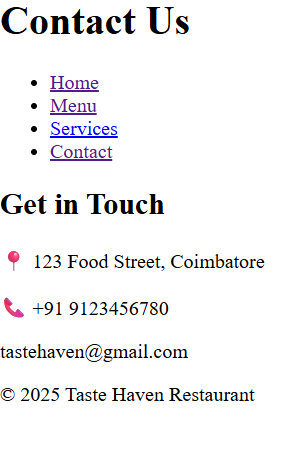 Contact Us
Home
Menu
Services
Contact
Get in Touch
📍 123 Food Street, Coimbatore
📞 +91 9123456780
tastehaven@gmail.com
© 2025 Taste Haven Restaurant